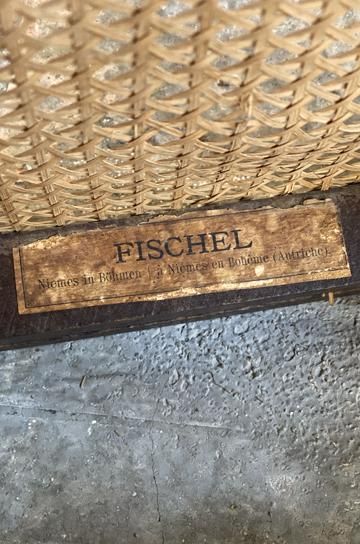 FISCHEL
Niemes in Böhmen | à Niemes en Bohême (Autriche).